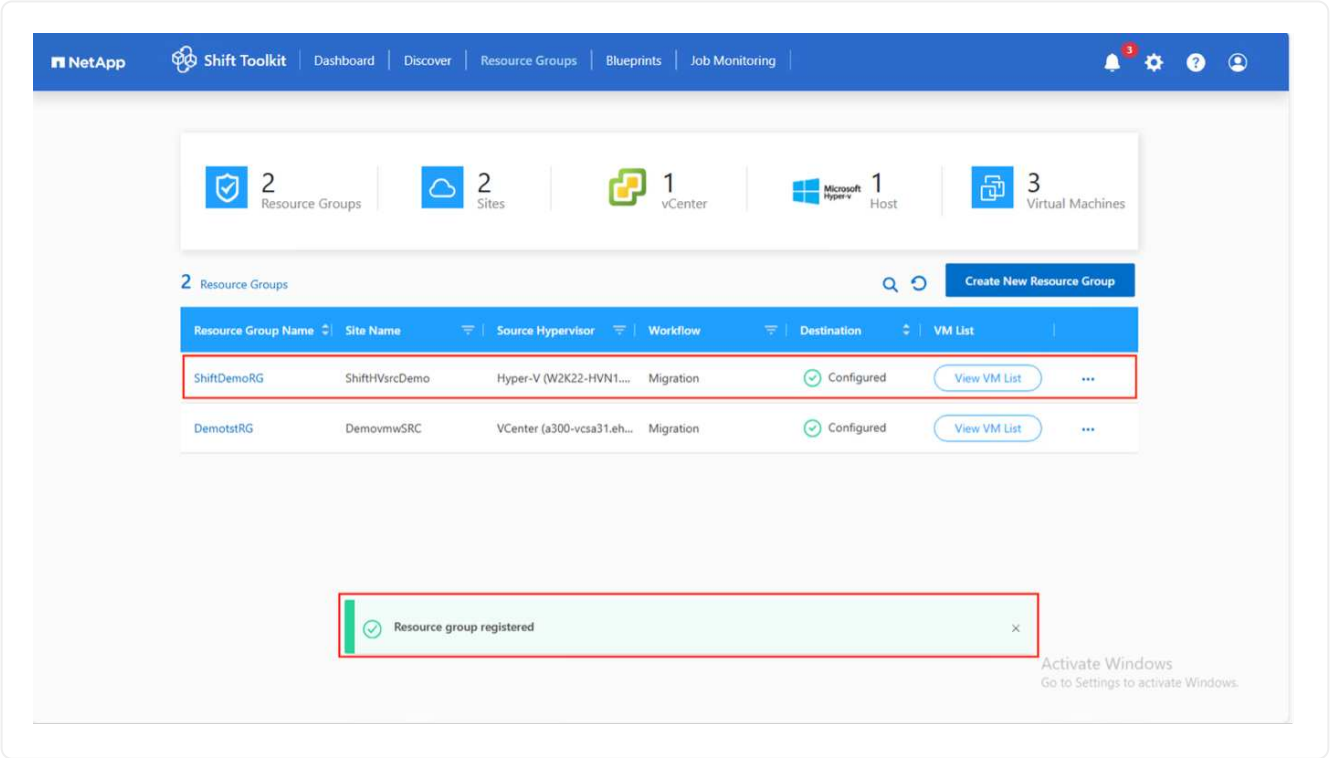 NetApp Shift Toolkit Dashboard Discover Resource Groups Blueprints Job Monitoring 3
2 Resource Groups
2 Sites
1 vCenter
Microsoft Hyper-v 1 Host
3 Virtual Machines
2 Resource Groups Create New Resource Group
Resource Group Name Site Name Source Hypervisor Workflow Destination VM List
ShiftDemoRG ShiftHVsrcDemo Hyper-V (W2K22-HVN1.... Migration Configured View VM List ...
DemotstRG DemovmwSRC VCenter (a300-vcsa31.eh... Migration Configured View VM List ...
Resource group registered ×
Activate Windows
Go to Settings to activate Windows.